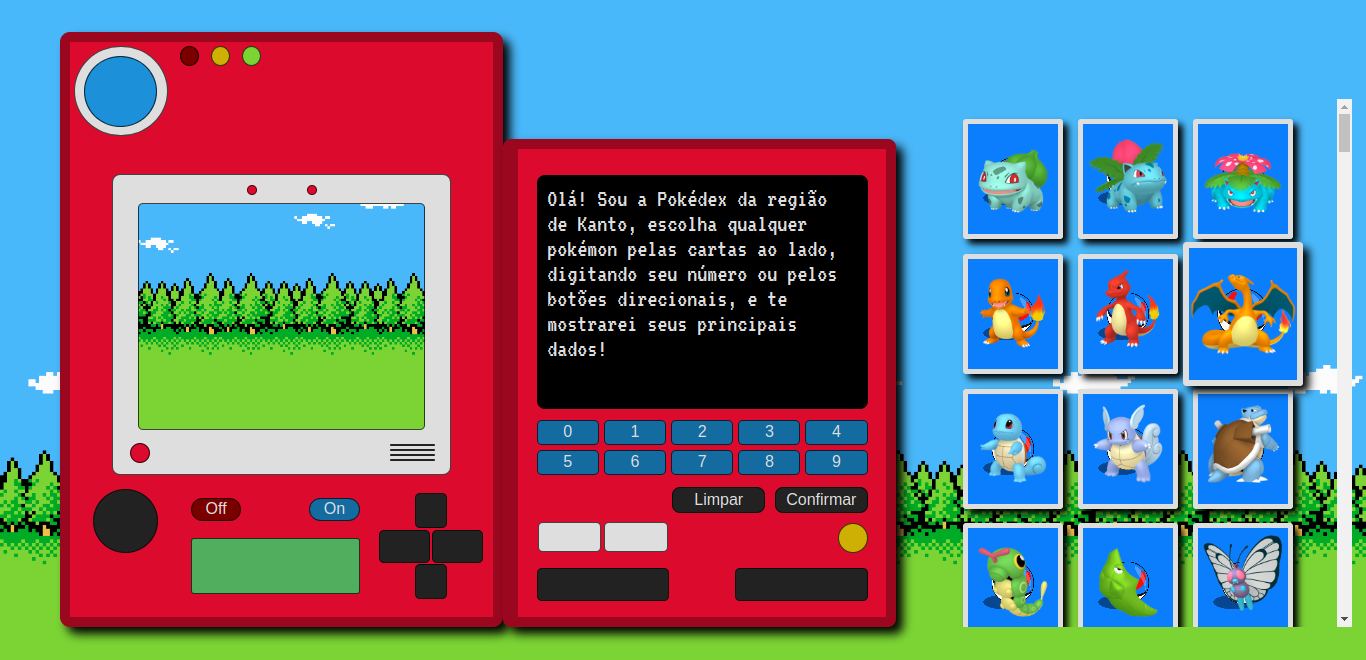 Olá! Sou a Pokédex da região
de Kanto, escolha qualquer
pokémon pelas cartas ao lado,
digitando seu número ou pelos
botões direcionais, e te
mostrarei seus principais
dados!
0 1 2 3 4
5 6 7 8 9
Limpar Confirmar
Off On